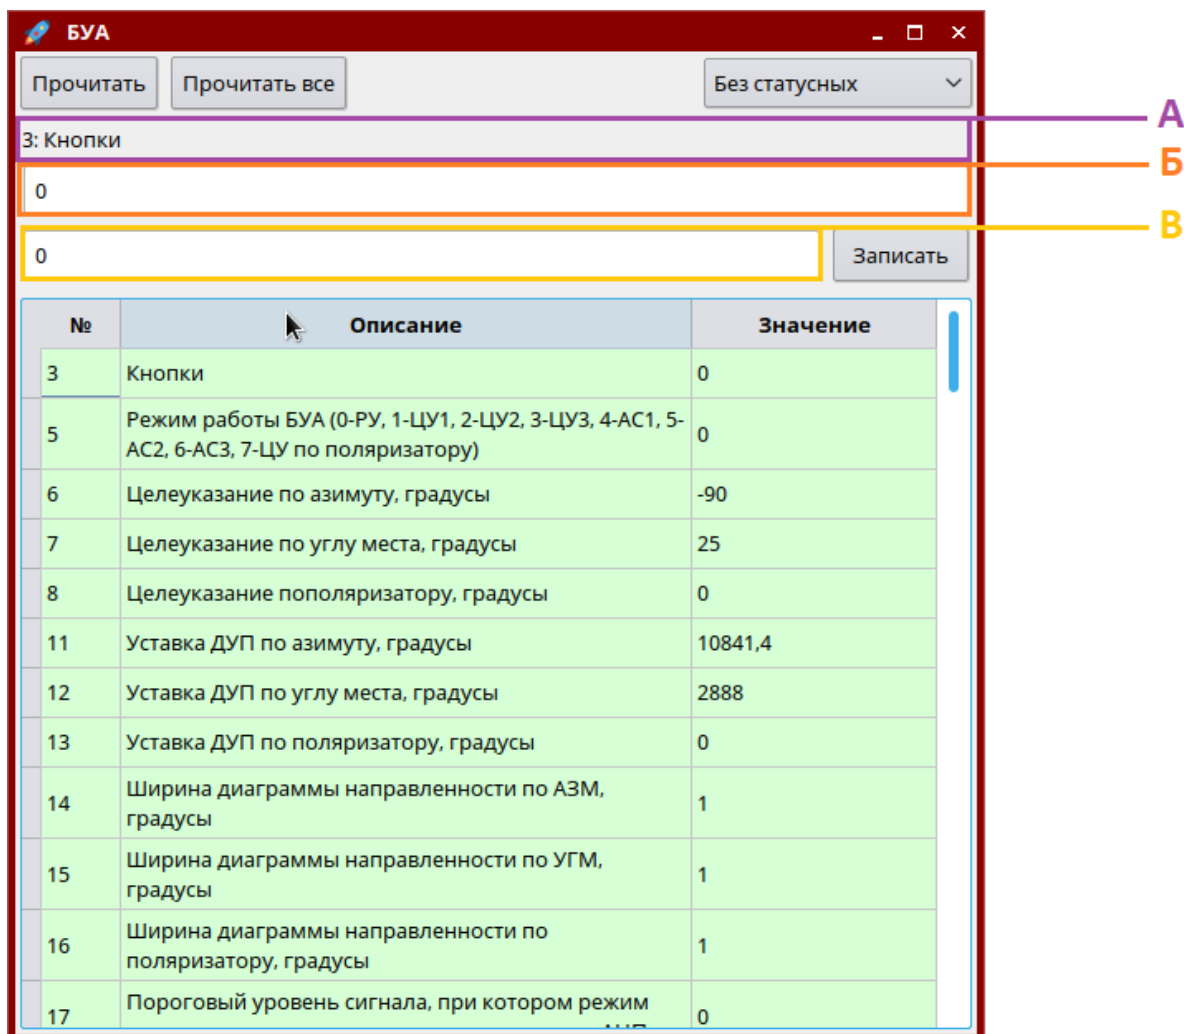 БУА
Прочитать Прочитать все Без статусных
А
3: Кнопки
Б
0
В
0 Записать
№ Описание Значение
3 Кнопки 0
5 Режим работы БУА (0-РУ, 1-ЦУ1, 2-ЦУ2, 3-ЦУ3, 4-АС1, 5-
АС2, 6-АС3, 7-ЦУ по поляризатору) 0
6 Целеуказание по азимуту, градусы -90
7 Целеуказание по углу места, градусы 25
8 Целеуказание пополяризатору, градусы 0
11 Уставка ДУП по азимуту, градусы 10841,4
12 Уставка ДУП по углу места, градусы 2888
13 Уставка ДУП по поляризатору, градусы 0
14 Ширина диаграммы направленности по АЗМ,
градусы 1
15 Ширина диаграммы направленности по УГМ,
градусы 1
16 Ширина диаграммы направленности по
поляризатору, градусы 1
17 Пороговый уровень сигнала, при котором режим 0